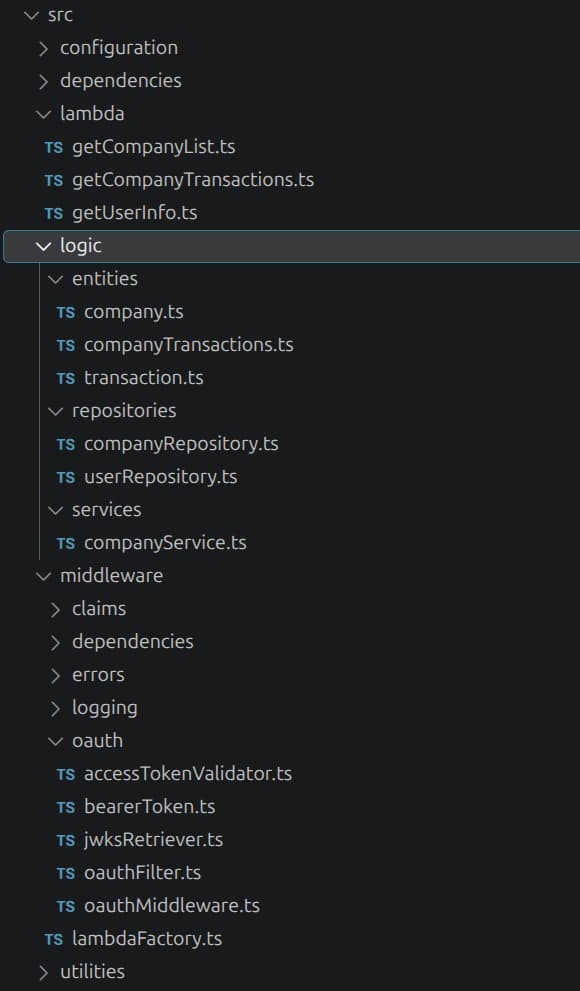 src
configuration
dependencies
lambda
TS getCompanyList.ts
TS getCompanyTransactions.ts
TS getUserInfo.ts
logic
entities
TS company.ts
TS companyTransactions.ts
TS transaction.ts
repositories
TS companyRepository.ts
TS userRepository.ts
services
TS companyService.ts
middleware
claims
dependencies
errors
logging
oauth
TS accessTokenValidator.ts
TS bearerToken.ts
TS jwksRetriever.ts
TS oauthFilter.ts
TS oauthMiddleware.ts
TS lambdaFactory.ts
utilities